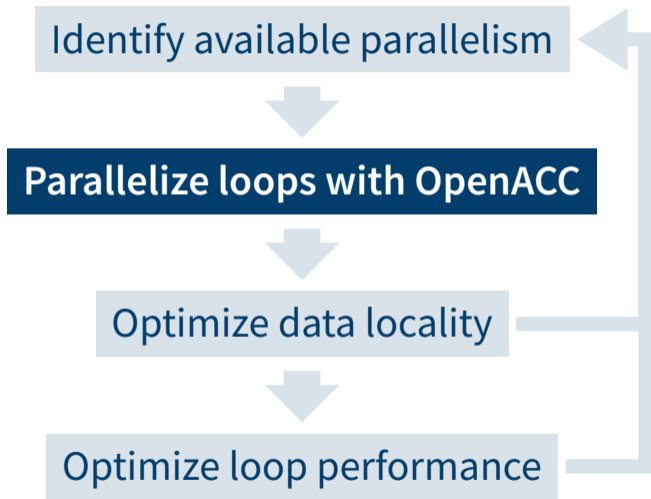 Identify available parallelism
Parallelize loops with OpenACC
Optimize data locality
Optimize loop performance